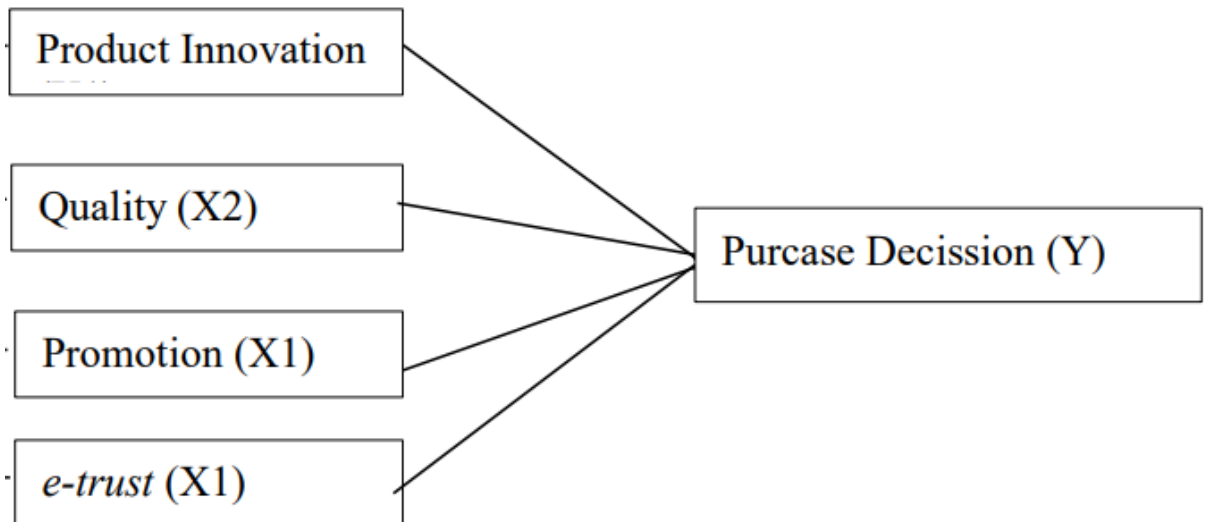 Product Innovation
Quality (X2)
Purcase Decission (Y)
Promotion (X1)
e-trust (X1)